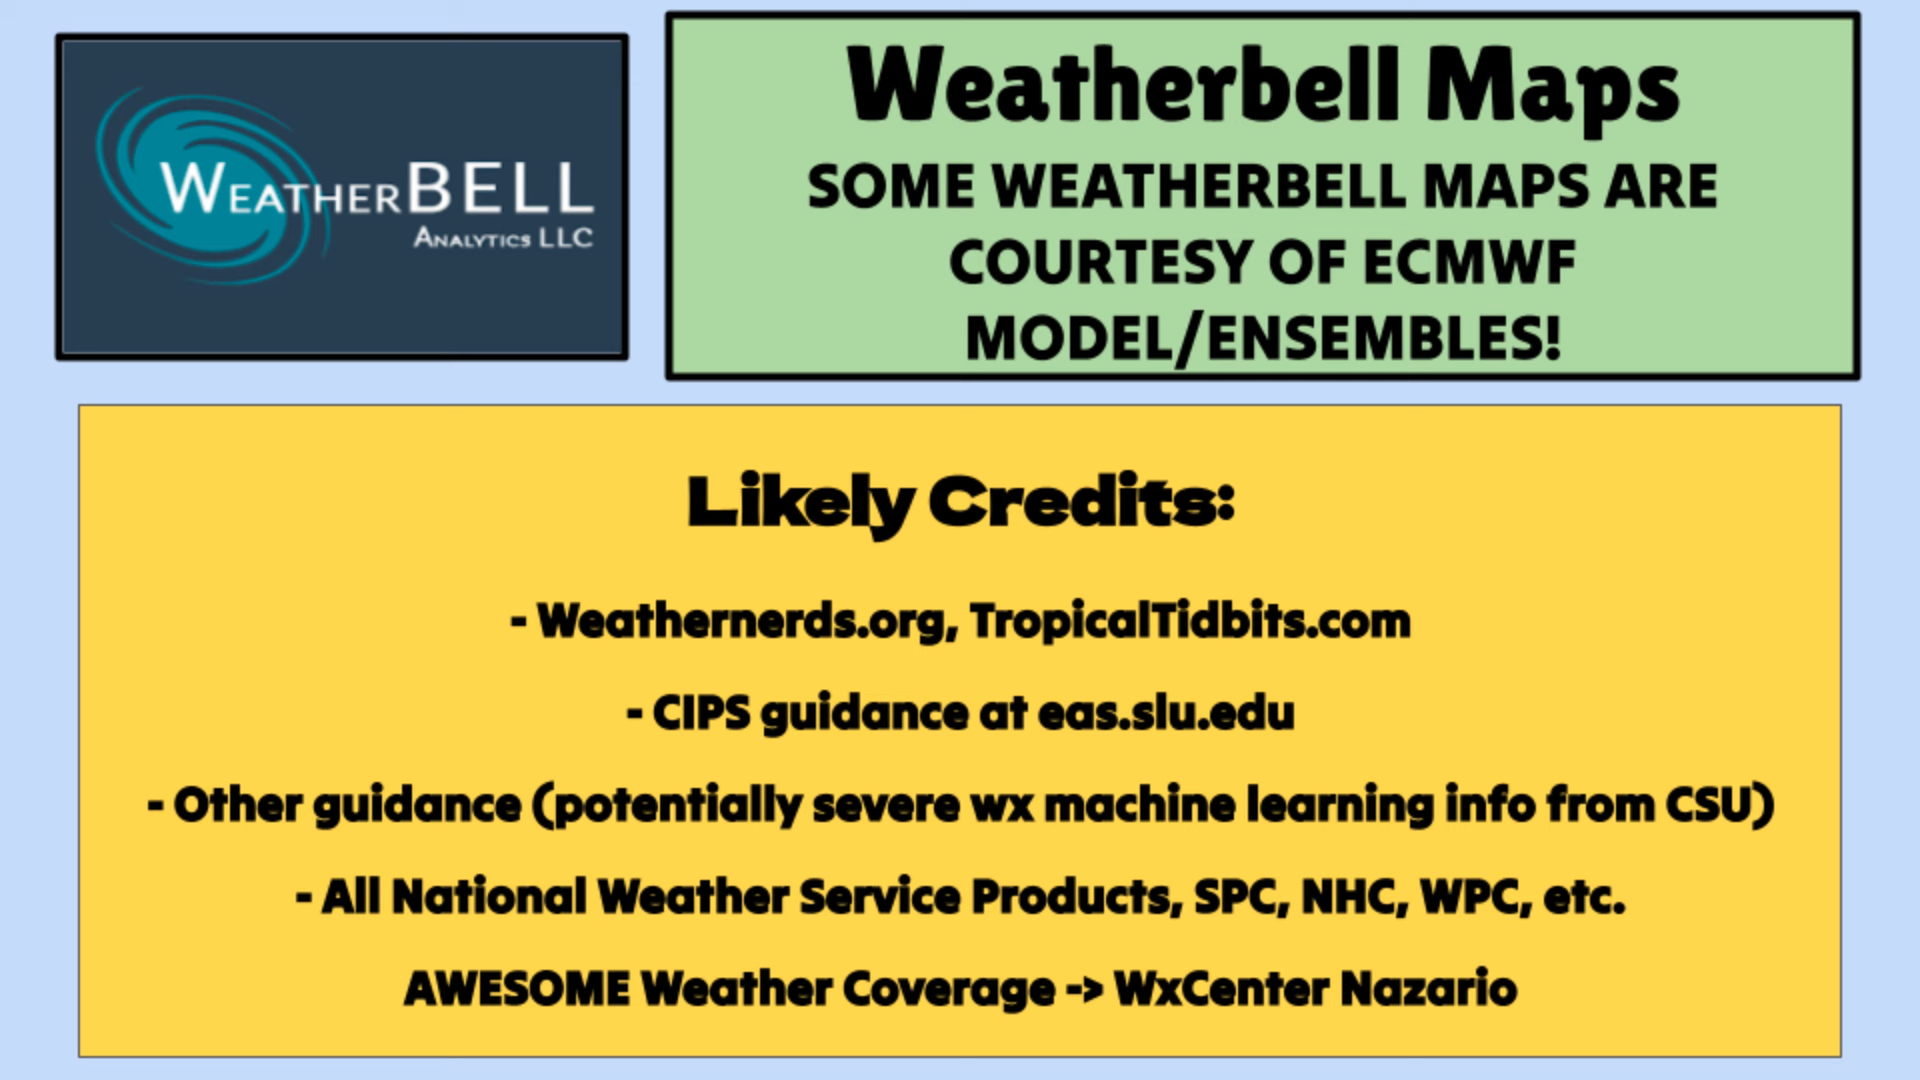 WEATHERBELL
ANALYTICS LLC
Weatherbell Maps
SOME WEATHERBELL MAPS ARE
COURTESY OF ECMWF
MODEL/ENSEMBLES!
Likely Credits:
- Weathernerds.org, TropicalTidbits.com
- CIPS guidance at eas.slu.edu
- Other guidance (potentially severe wx machine learning info from CSU)
- All National Weather Service Products, SPC, NHC, WPC, etc.
AWESOME Weather Coverage -> WxCenter Nazario